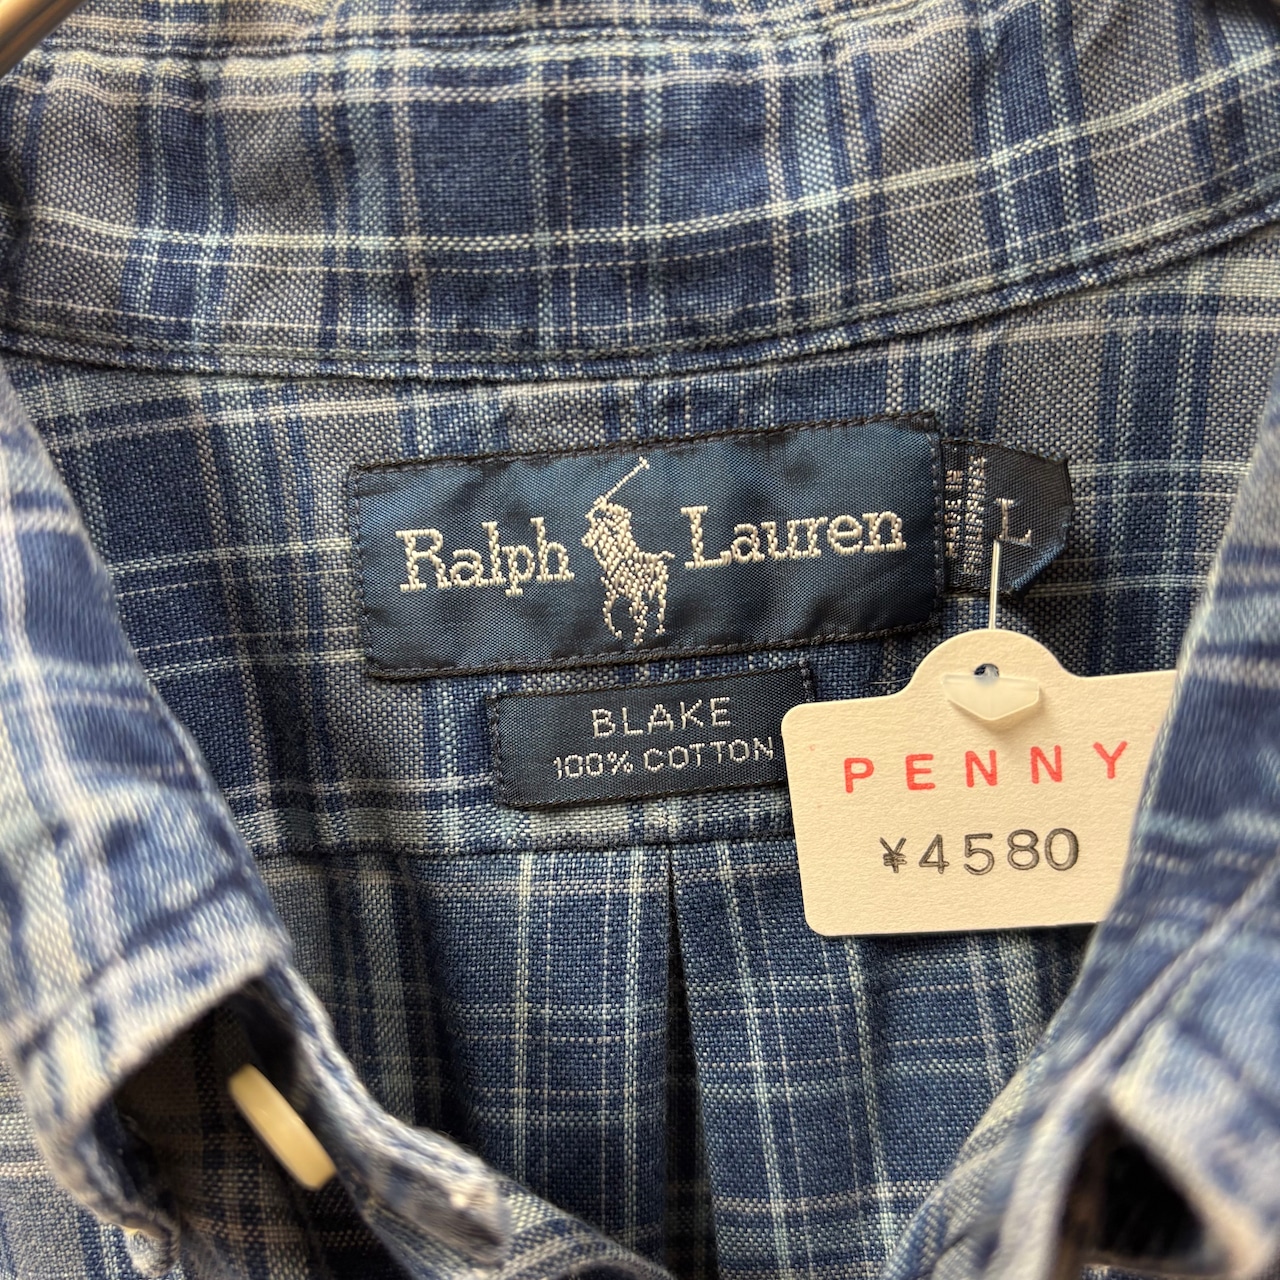 Ralph Lauren
L
BLAKE
100% COTTON
PENNY
¥4580